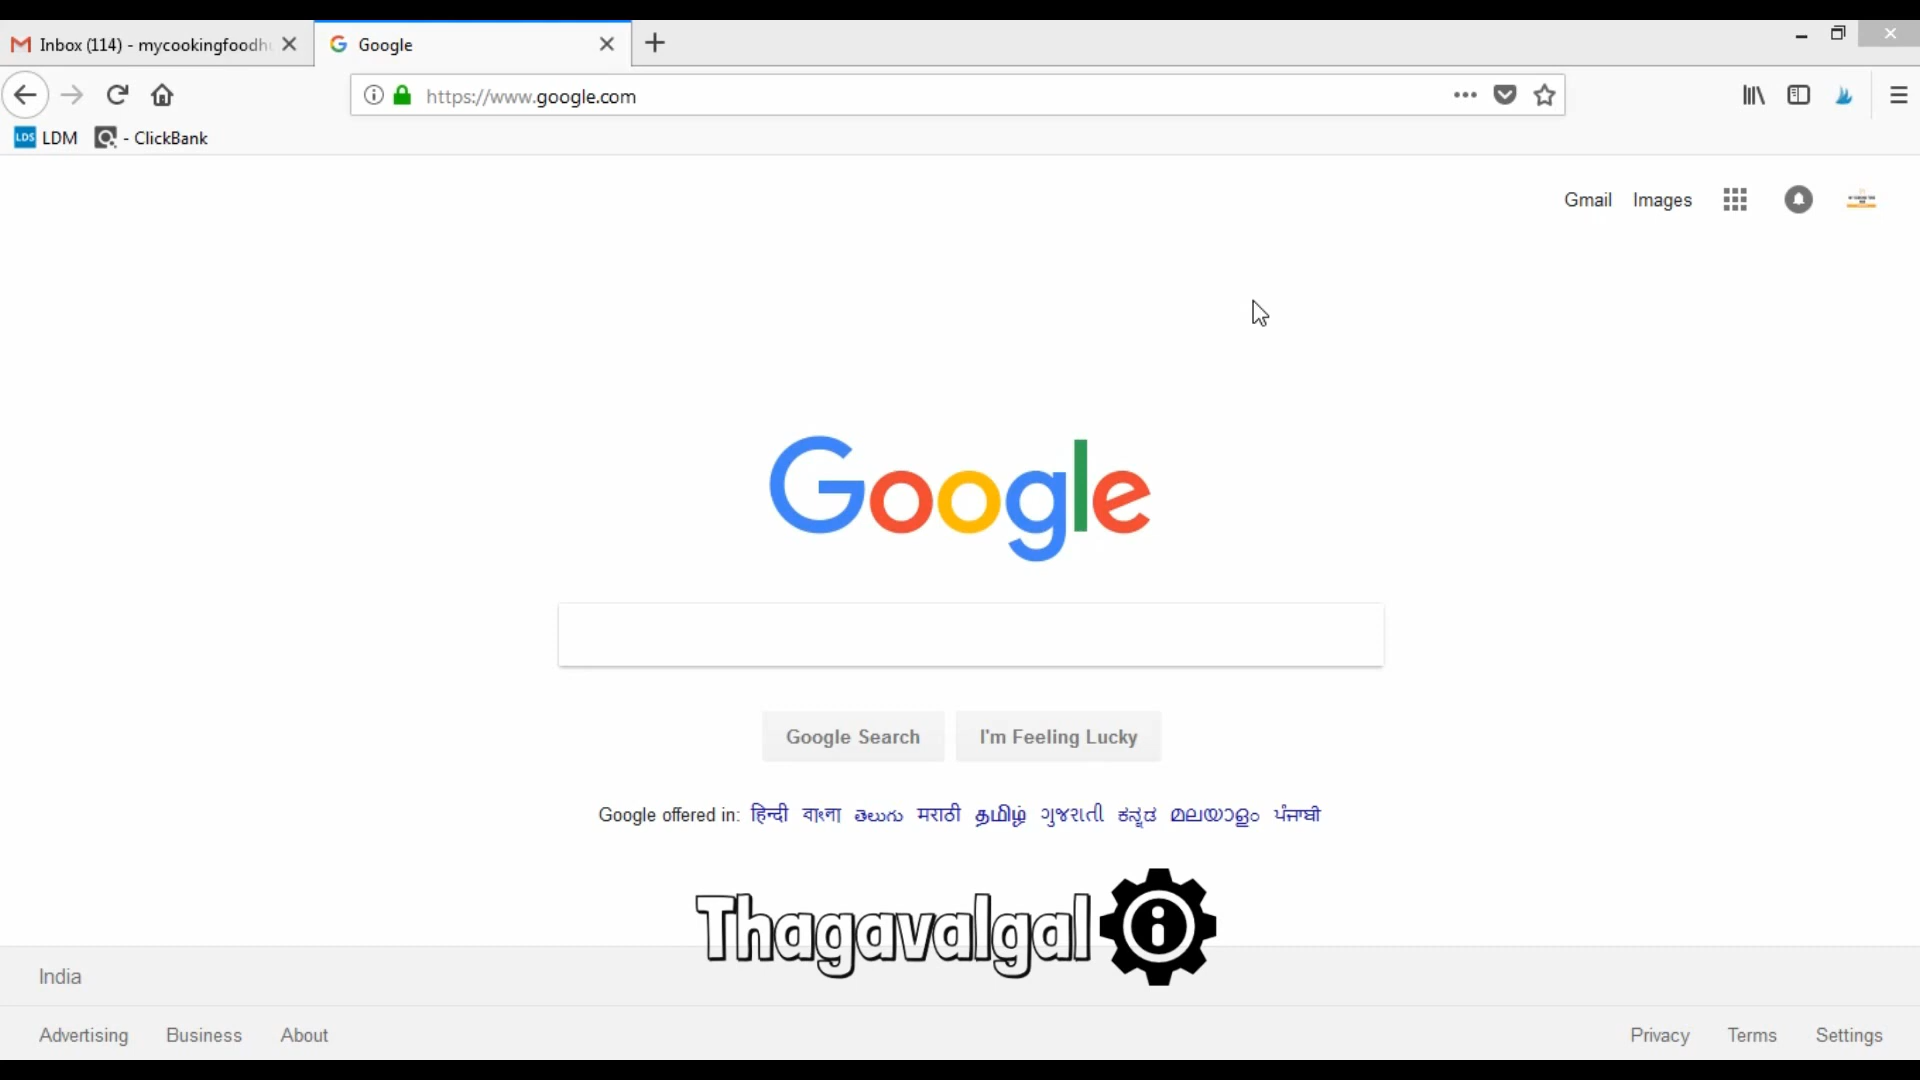 Inbox (114) - mycookingfoodh
Google
https://www.google.com
LDS LDM - ClickBank
Gmail Images
Google
Google Search I'm Feeling Lucky
Google offered in: हिन्दी বাংলা తెలుగు मराठी தமிழ் ગુજરાતી ಕನ್ನಡ മലയാളം ਪੰਜਾਬੀ
Thagavalgal i
India
Advertising Business About
Privacy Terms Settings